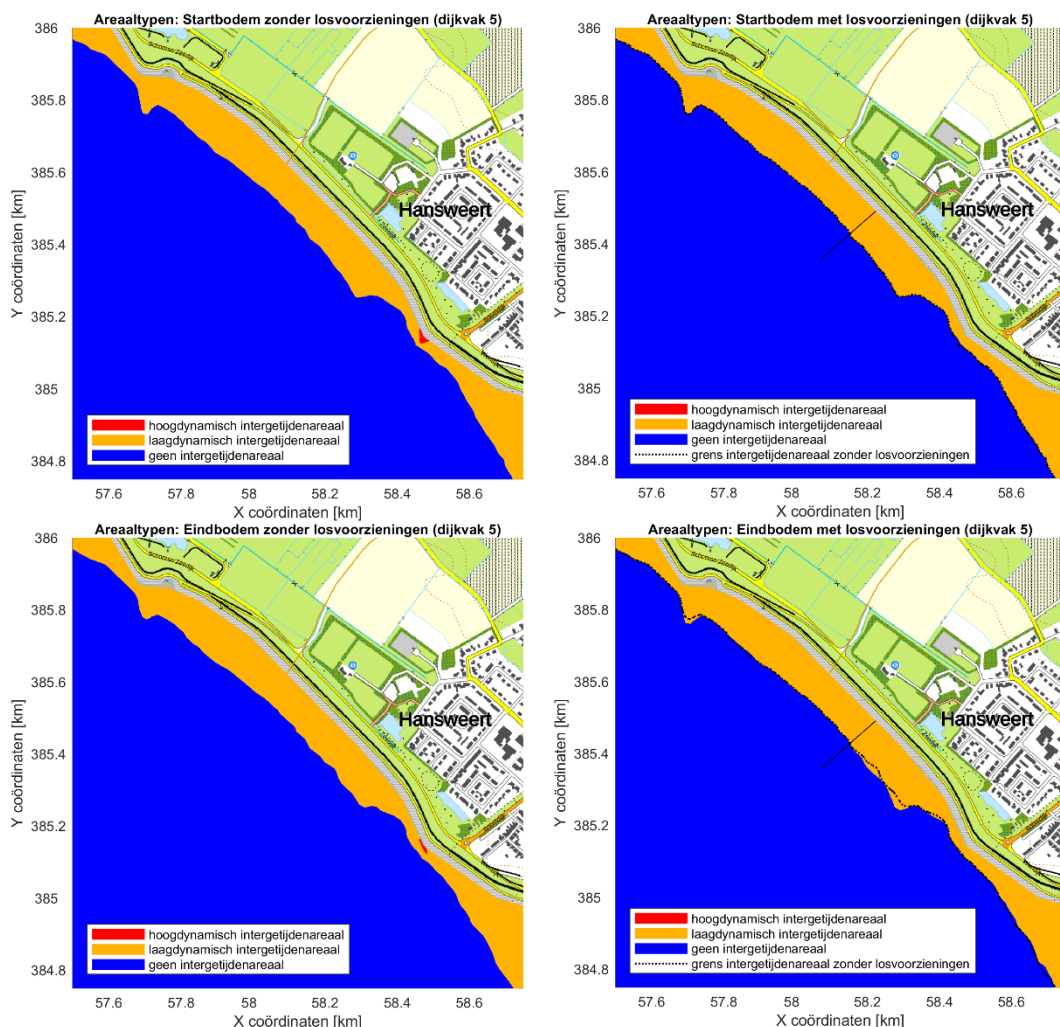 Areaaltypen: Startbodem zonder losvoorzieningen (dijkvak 5)
386
385.8
385.6
385.4
385.2
385
384.8
Y coördinaten [km]
Hansweert
hoogdynamisch intergetijdenareaal
laagdynamisch intergetijdenareaal
geen intergetijdenareaal
57.6
57.8
58
58.2
58.4
58.6
X coördinaten [km]
Areaaltypen: Startbodem met losvoorzieningen (dijkvak 5)
386
385.8
385.6
385.4
385.2
385
384.8
Y coördinaten [km]
Hansweert
hoogdynamisch intergetijdenareaal
laagdynamisch intergetijdenareaal
geen intergetijdenareaal
grens intergetijdenareaal zonder losvoorzieningen
57.6
57.8
58
58.2
58.4
58.6
X coördinaten [km]
Areaaltypen: Eindbodem zonder losvoorzieningen (dijkvak 5)
386
385.8
385.6
385.4
385.2
385
384.8
Y coördinaten [km]
Hansweert
hoogdynamisch intergetijdenareaal
laagdynamisch intergetijdenareaal
geen intergetijdenareaal
57.6
57.8
58
58.2
58.4
58.6
X coördinaten [km]
Areaaltypen: Eindbodem met losvoorzieningen (dijkvak 5)
386
385.8
385.6
385.4
385.2
385
384.8
Y coördinaten [km]
Hansweert
hoogdynamisch intergetijdenareaal
laagdynamisch intergetijdenareaal
geen intergetijdenareaal
grens intergetijdenareaal zonder losvoorzieningen
57.6
57.8
58
58.2
58.4
58.6
X coördinaten [km]